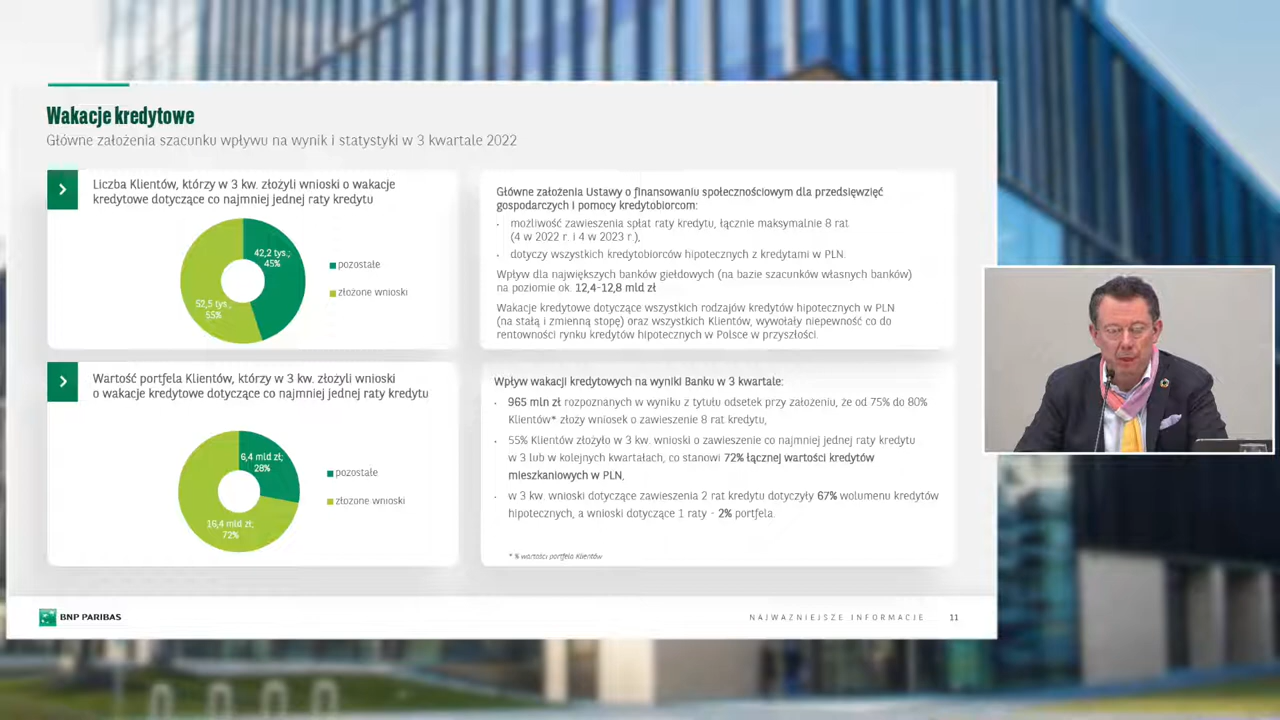 Wakacje kredytowe
Główne założenia szacunku wpływu na wynik i statystyki w 3 kwartale 2022
Liczba Klientów, którzy w 3 kw. złożyli wnioski o wakacje
kredytowe dotyczące co najmniej jednej raty kredytu
42,2 tys.;
45%
52,5 tys.;
55%
pozostałe
złożone wnioski
Główne założenia Ustawy o finansowaniu społecznościowym dla przedsięwzięć
gospodarczych i pomocy kredytobiorcom:
· możliwość zawieszenia spłat raty kredytu, łącznie maksymalnie 8 rat
(4 w 2022 r. i 4 w 2023 r.),
· dotyczy wszystkich kredytobiorców hipotecznych z kredytami w PLN.
Wpływ dla największych banków giełdowych (na bazie szacunków własnych banków)
na poziomie ok. 12,4-12,8 mld zł
Wakacje kredytowe dotyczące wszystkich rodzajów kredytów hipotecznych w PLN
(na stałą i zmienną stopę) oraz wszystkich Klientów, wywołały niepewność co do
rentowności rynku kredytów hipotecznych w Polsce w przyszłości.
Wartość portfela Klientów, którzy w 3 kw. złożyli wnioski
o wakacje kredytowe dotyczące co najmniej jednej raty kredytu
6,4 mld zł;
28%
16,4 mld zł;
72%
pozostałe
złożone wnioski
Wpływ wakacji kredytowych na wyniki Banku w 3 kwartale:
· 965 mln zł rozpoznanych w wyniku z tytułu odsetek przy założeniu, że od 75% do 80%
Klientów* złoży wniosek o zawieszenie 8 rat kredytu,
· 55% Klientów złożyło w 3 kw. wnioski o zawieszenie co najmniej jednej raty kredytu
w 3 lub w kolejnych kwartałach, co stanowi 72% łącznej wartości kredytów
mieszkaniowych w PLN,
· w 3 kw. wnioski dotyczące zawieszenia 2 rat kredytu dotyczyły 67% wolumenu kredytów
hipotecznych, a wnioski dotyczące 1 raty - 2% portfela.
* % wartości portfela Klientów
BNP PARIBAS
NAJWAŻNIEJSZE INFORMACJE 11